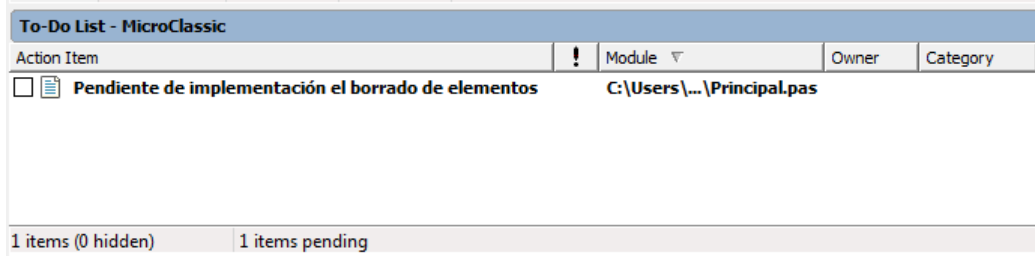 To-Do List - MicroClassic
Action Item ! Module Owner Category
Pendiente de implementación el borrado de elementos C:\Users\...\Principal.pas
1 items (0 hidden) 1 items pending